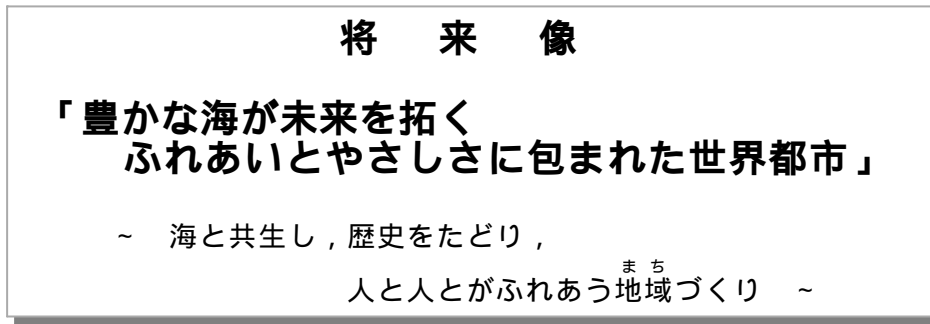 将 来 像
「豊かな海が未来を拓く
ふれあいとやさしさに包まれた世界都市」
~ 海と共生し,歴史をたどり,
まち
人と人とがふれあう地域づくり ~